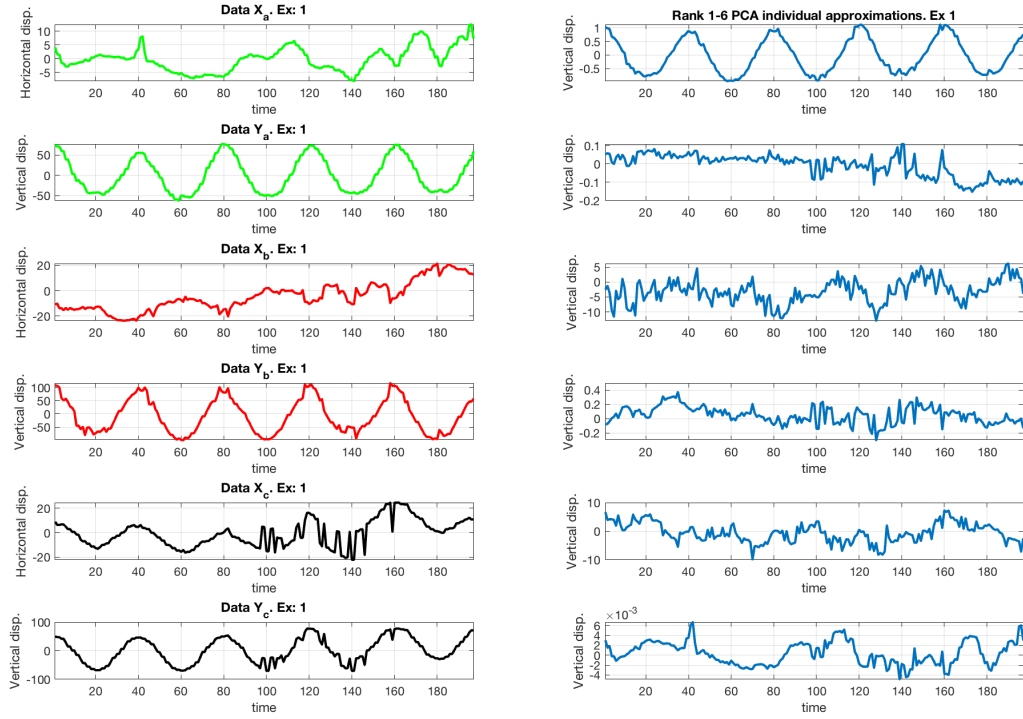 Data X_a. Ex: 1
10
5
0
-5
Horizontal disp.
20 40 60 80 100 120 140 160 180
time
Data Y_a. Ex: 1
50
0
-50
Vertical disp.
20 40 60 80 100 120 140 160 180
time
Data X_b. Ex: 1
20
0
-20
Horizontal disp.
20 40 60 80 100 120 140 160 180
time
Data Y_b. Ex: 1
100
50
0
-50
Vertical disp.
20 40 60 80 100 120 140 160 180
time
Data X_c. Ex: 1
20
0
-20
Horizontal disp.
20 40 60 80 100 120 140 160 180
time
Data Y_c. Ex: 1
100
0
-100
Vertical disp.
20 40 60 80 100 120 140 160 180
time
Rank 1-6 PCA individual approximations. Ex 1
1
0.5
0
-0.5
Vertical disp.
20 40 60 80 100 120 140 160 180
time
0.1
0
-0.1
-0.2
Vertical disp.
20 40 60 80 100 120 140 160 180
time
5
0
-5
-10
Vertical disp.
20 40 60 80 100 120 140 160 180
time
0.4
0.2
0
-0.2
Vertical disp.
20 40 60 80 100 120 140 160 180
time
10
0
-10
Vertical disp.
20 40 60 80 100 120 140 160 180
time
×10^-3
6
4
2
0
-2
-4
Vertical disp.
20 40 60 80 100 120 140 160 180
time